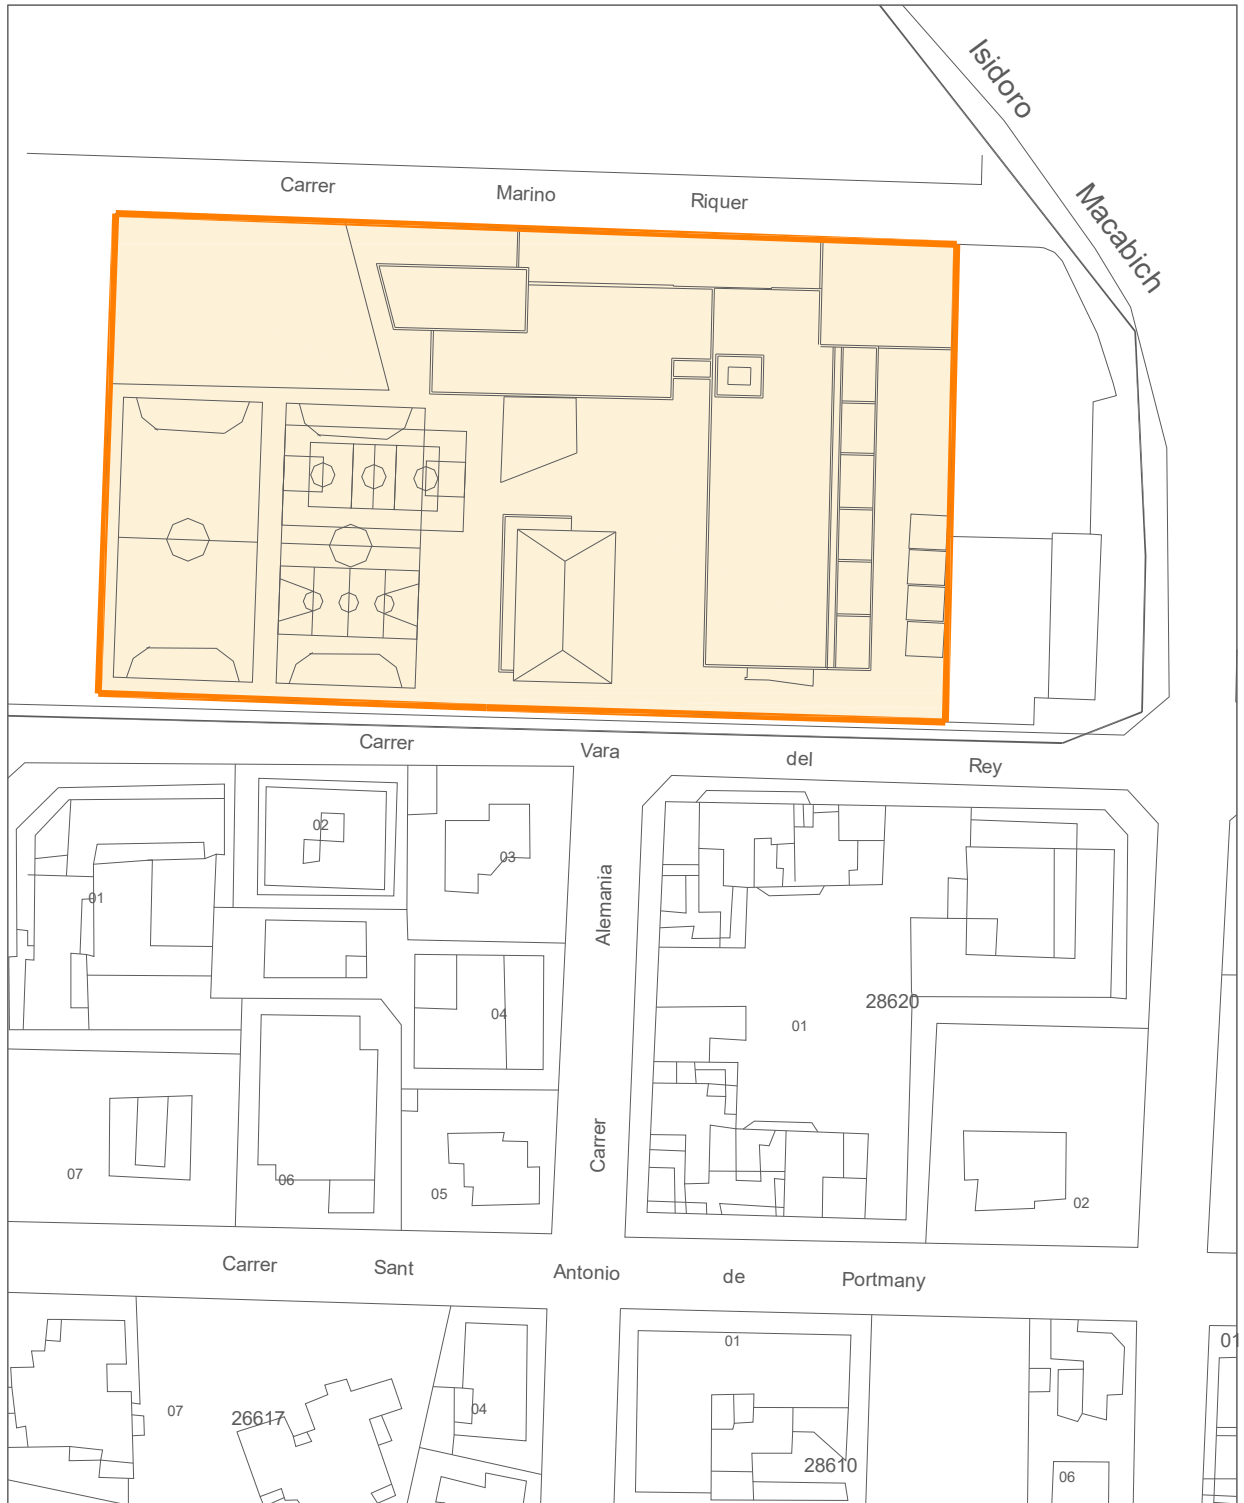 Isidoro
Macabich
Carrer Marino Riquer
Carrer Vara del Rey
02
03
01
Alemania
04
28620
01
Carrer
07
06
05
02
Carrer Sant Antonio de Portmany
01
01
07
26617
04
28610
06